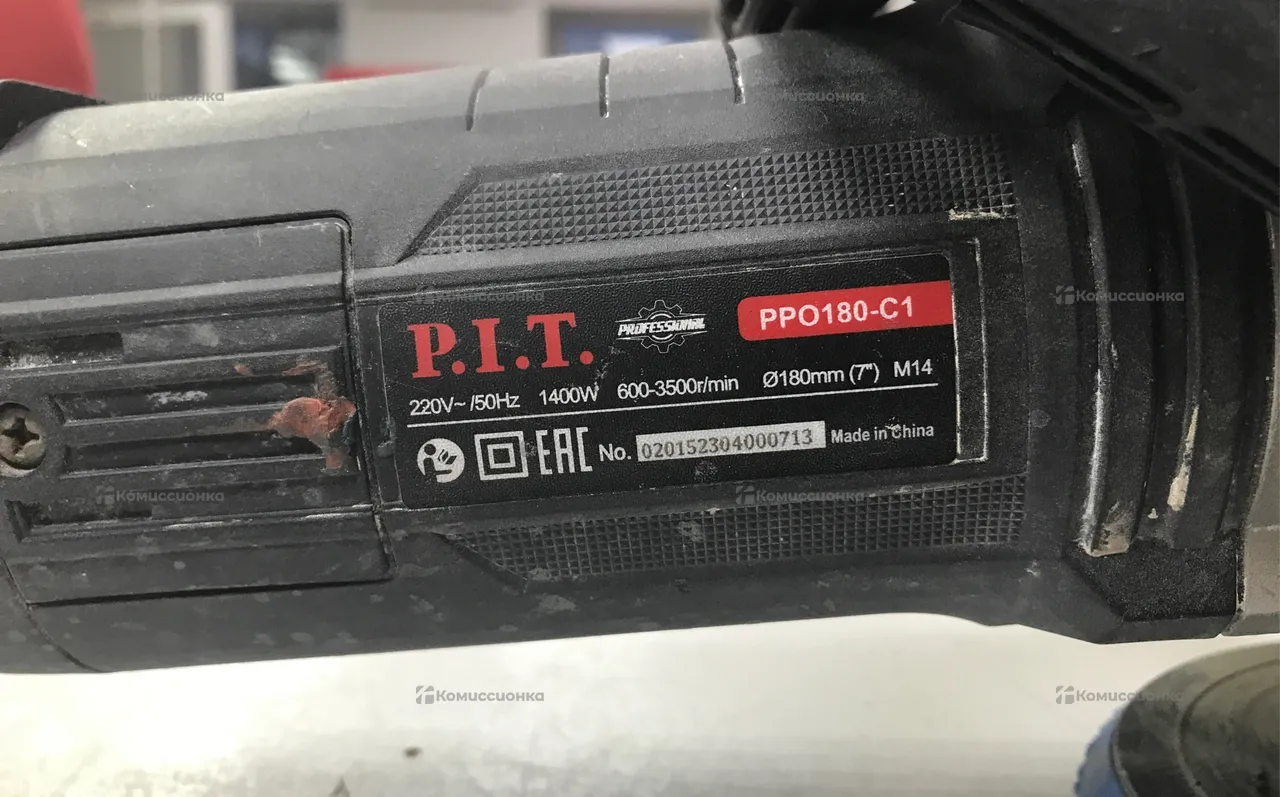 Комиссионка Комиссионка
P.I.T. PROFESSIONAL PPO180-C1
220V~ /50Hz 1400W 600-3500r/min Ø180mm (7") M14
EAC No. 020152304000713 Made in China
Комиссионка Комиссионка
Комиссионка Комиссионка
Комиссионка Комиссионка